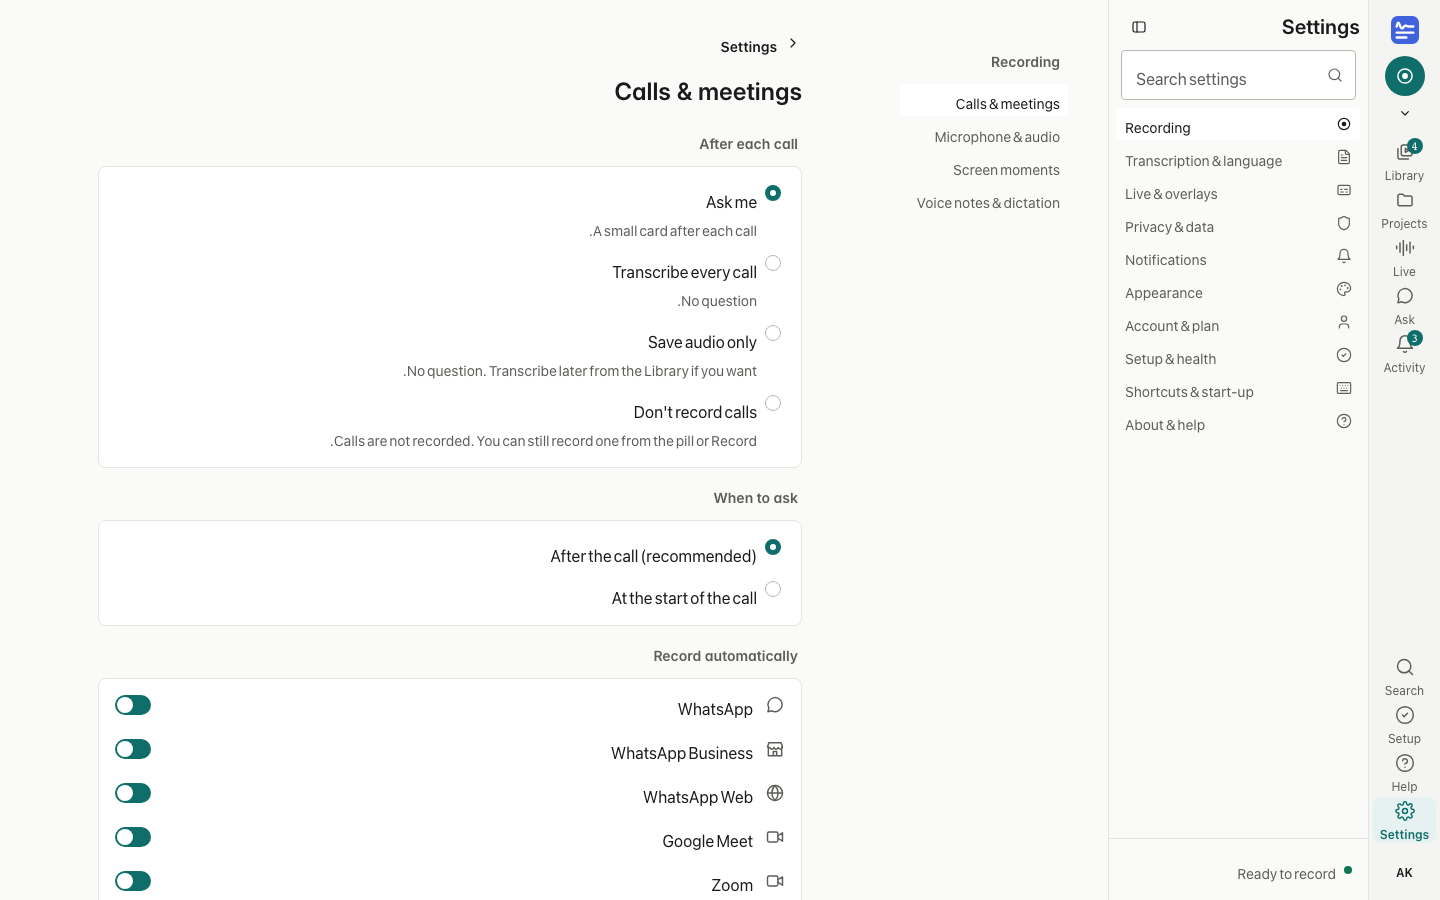 Settings
Calls & meetings
After each call
Ask me
.A small card after each call
Transcribe every call
.No question
Save audio only
.No question. Transcribe later from the Library if you want
Don't record calls
.Calls are not recorded. You can still record one from the pill or Record
When to ask
After the call (recommended)
At the start of the call
Record automatically
WhatsApp
WhatsApp Business
WhatsApp Web
Google Meet
Zoom
Recording
Calls & meetings
Microphone & audio
Screen moments
Voice notes & dictation
Settings
Search settings
Recording
Transcription & language
Live & overlays
Privacy & data
Notifications
Appearance
Account & plan
Setup & health
Shortcuts & start-up
About & help
Ready to record
4
Library
Projects
Live
Ask
3
Activity
Search
Setup
Help
Settings
AK